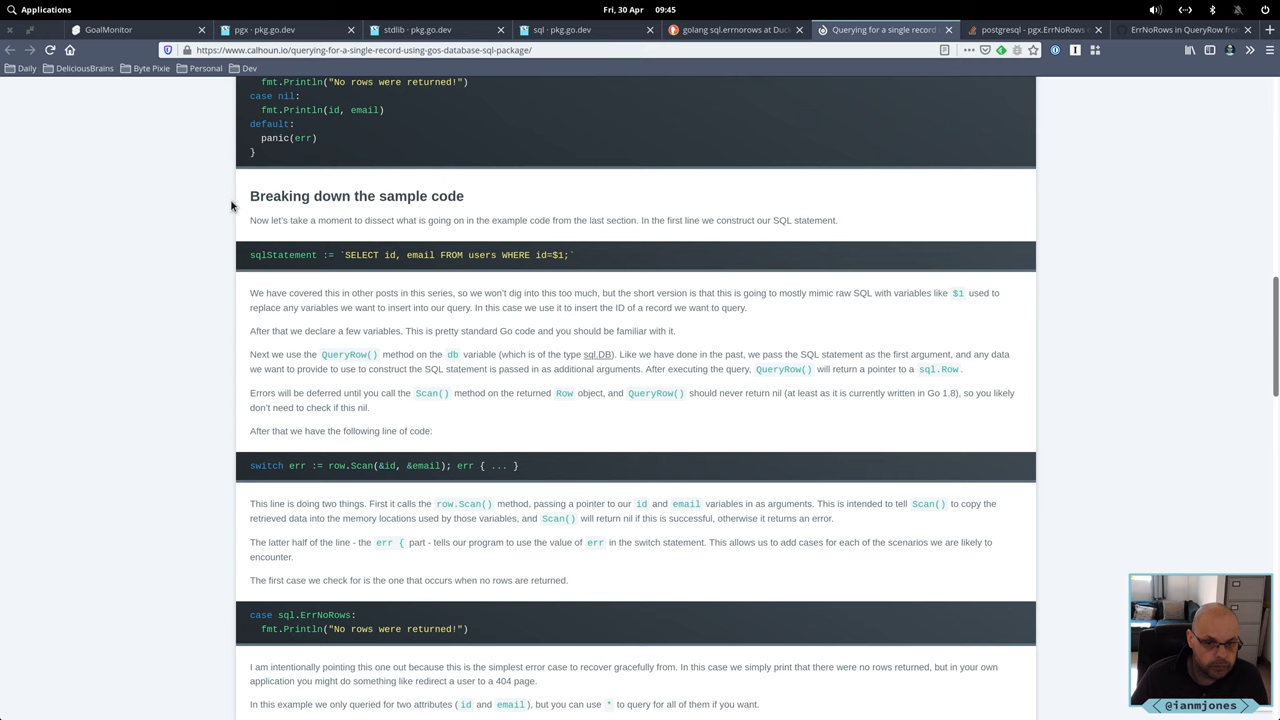 Applications
Fri, 30 Apr 09:45
GoalMonitor
pgx · pkg.go.dev
stdlib · pkg.go.dev
sql · pkg.go.dev
golang sql.errnorows at Duck
Querying for a single record
postgresql - pgx.ErrNoRows
ErrNoRows in QueryRow from
https://www.calhoun.io/querying-for-a-single-record-using-gos-database-sql-package/
Daily
DeliciousBrains
Byte Pixie
Personal
Dev
fmt.Println("No rows were returned!")
case nil:
fmt.Println(id, email)
default:
panic(err)
}
Breaking down the sample code
Now let's take a moment to dissect what is going on in the example code from the last section. In the first line we construct our SQL statement.
sqlStatement := `SELECT id, email FROM users WHERE id=$1;`
We have covered this in other posts in this series, so we won't dig into this too much, but the short version is that this is going to mostly mimic raw SQL with variables like $1 used to
replace any variables we want to insert into our query. In this case we use it to insert the ID of a record we want to query.
After that we declare a few variables. This is pretty standard Go code and you should be familiar with it.
Next we use the QueryRow() method on the db variable (which is of the type sql.DB). Like we have done in the past, we pass the SQL statement as the first argument, and any data
we want to provide to use to construct the SQL statement is passed in as additional arguments. After executing the query, QueryRow() will return a pointer to a sql.Row.
Errors will be deferred until you call the Scan() method on the returned Row object, and QueryRow() should never return nil (at least as it is currently written in Go 1.8), so you likely
don't need to check if this nil.
After that we have the following line of code:
switch err := row.Scan(&id, &email); err { ... }
This line is doing two things. First it calls the row.Scan() method, passing a pointer to our id and email variables in as arguments. This is intended to tell Scan() to copy the
retrieved data into the memory locations used by those variables, and Scan() will return nil if this is successful, otherwise it returns an error.
The latter half of the line - the err { part - tells our program to use the value of err in the switch statement. This allows us to add cases for each of the scenarios we are likely to
encounter.
The first case we check for is the one that occurs when no rows are returned.
case sql.ErrNoRows:
fmt.Println("No rows were returned!")
I am intentionally pointing this one out because this is the simplest error case to recover gracefully from. In this case we simply print that there were no rows returned, but in your own
application you might do something like redirect a user to a 404 page.
In this example we only queried for two attributes ( id and email ), but you can use * to query for all of them if you want.
@ianmjones